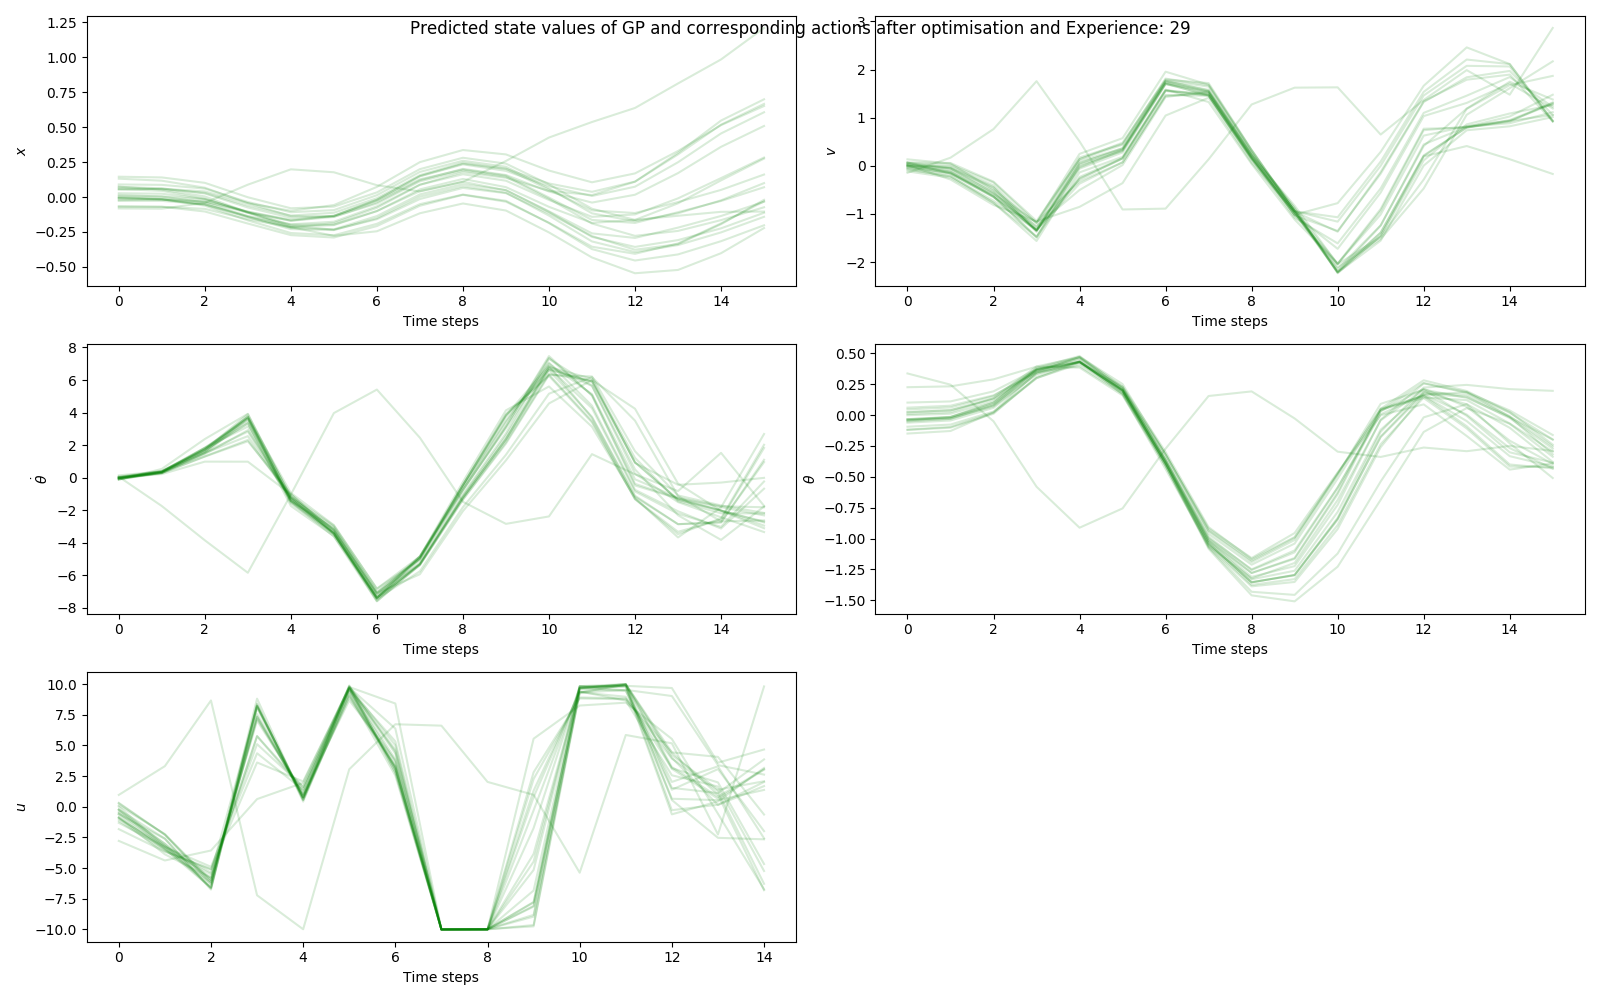 Predicted state values of GP and corresponding actions after optimisation and Experience: 29
1.25
1.00
0.75
0.50
0.25
0.00
−0.25
−0.50
x
0 2 4 6 8 10 12 14
Time steps
3
2
1
0
−1
−2
v
0 2 4 6 8 10 12 14
Time steps
8
6
4
2
0
−2
−4
−6
−8
θ̇
0 2 4 6 8 10 12 14
Time steps
0.50
0.25
0.00
−0.25
−0.50
−0.75
−1.00
−1.25
−1.50
θ
0 2 4 6 8 10 12 14
Time steps
10.0
7.5
5.0
2.5
0.0
−2.5
−5.0
−7.5
−10.0
u
0 2 4 6 8 10 12 14
Time steps